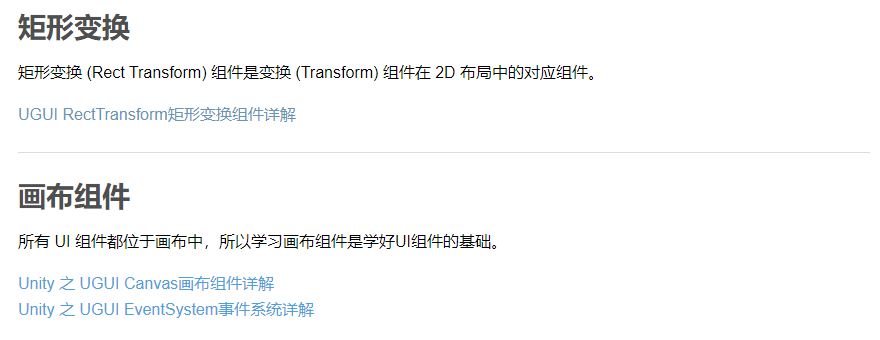 矩形变换
矩形变换 (Rect Transform) 组件是变换 (Transform) 组件在 2D 布局中的对应组件。
UGUI RectTransform矩形变换组件详解
画布组件
所有 UI 组件都位于画布中，所以学习画布组件是学好UI组件的基础。
Unity 之 UGUI Canvas画布组件详解
Unity 之 UGUI EventSystem事件系统详解